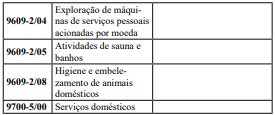 9609-2/04 Exploração de máqui-
nas de serviços pessoais
acionadas por moeda
9609-2/05 Atividades de sauna e
banhos
9609-2/08 Higiene e embele-
zamento de animais
domésticos
9700-5/00 Serviços domésticos